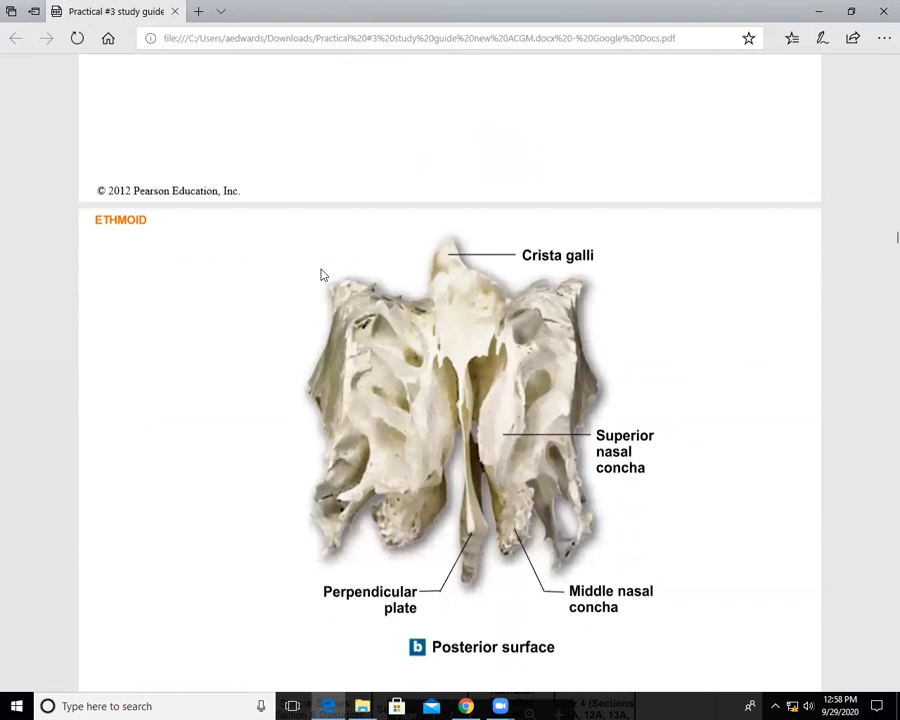 Practical #3 study guide
file:///C:/Users/aedwards/Downloads/Practical%20#3%20study%20guide%20new%20ACGM.docx%20-%20Google%20Docs.pdf
© 2012 Pearson Education, Inc.
ETHMOID
Crista galli
Superior
nasal
concha
Perpendicular
plate
Middle nasal
concha
b Posterior surface
Type here to search
12:58 PM
9/29/2020